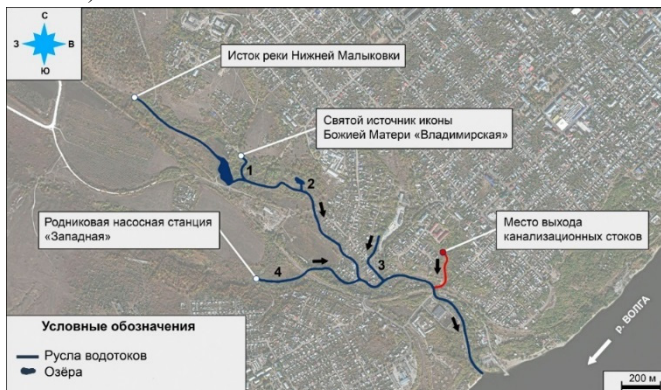 С
З
В
Ю
Исток реки Нижней Малыковки
Святой источник иконы
Божией Матери «Владимирская»
1
2
Родниковая насосная станция
«Западная»
Место выхода
канализационных стоков
3
4
р. ВОЛГА
Условные обозначения
Русла водотоков
Озёра
200 м